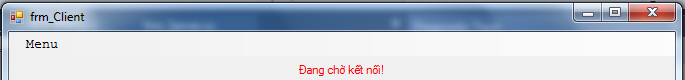 frm_Client
Menu
Đang chờ kết nối!